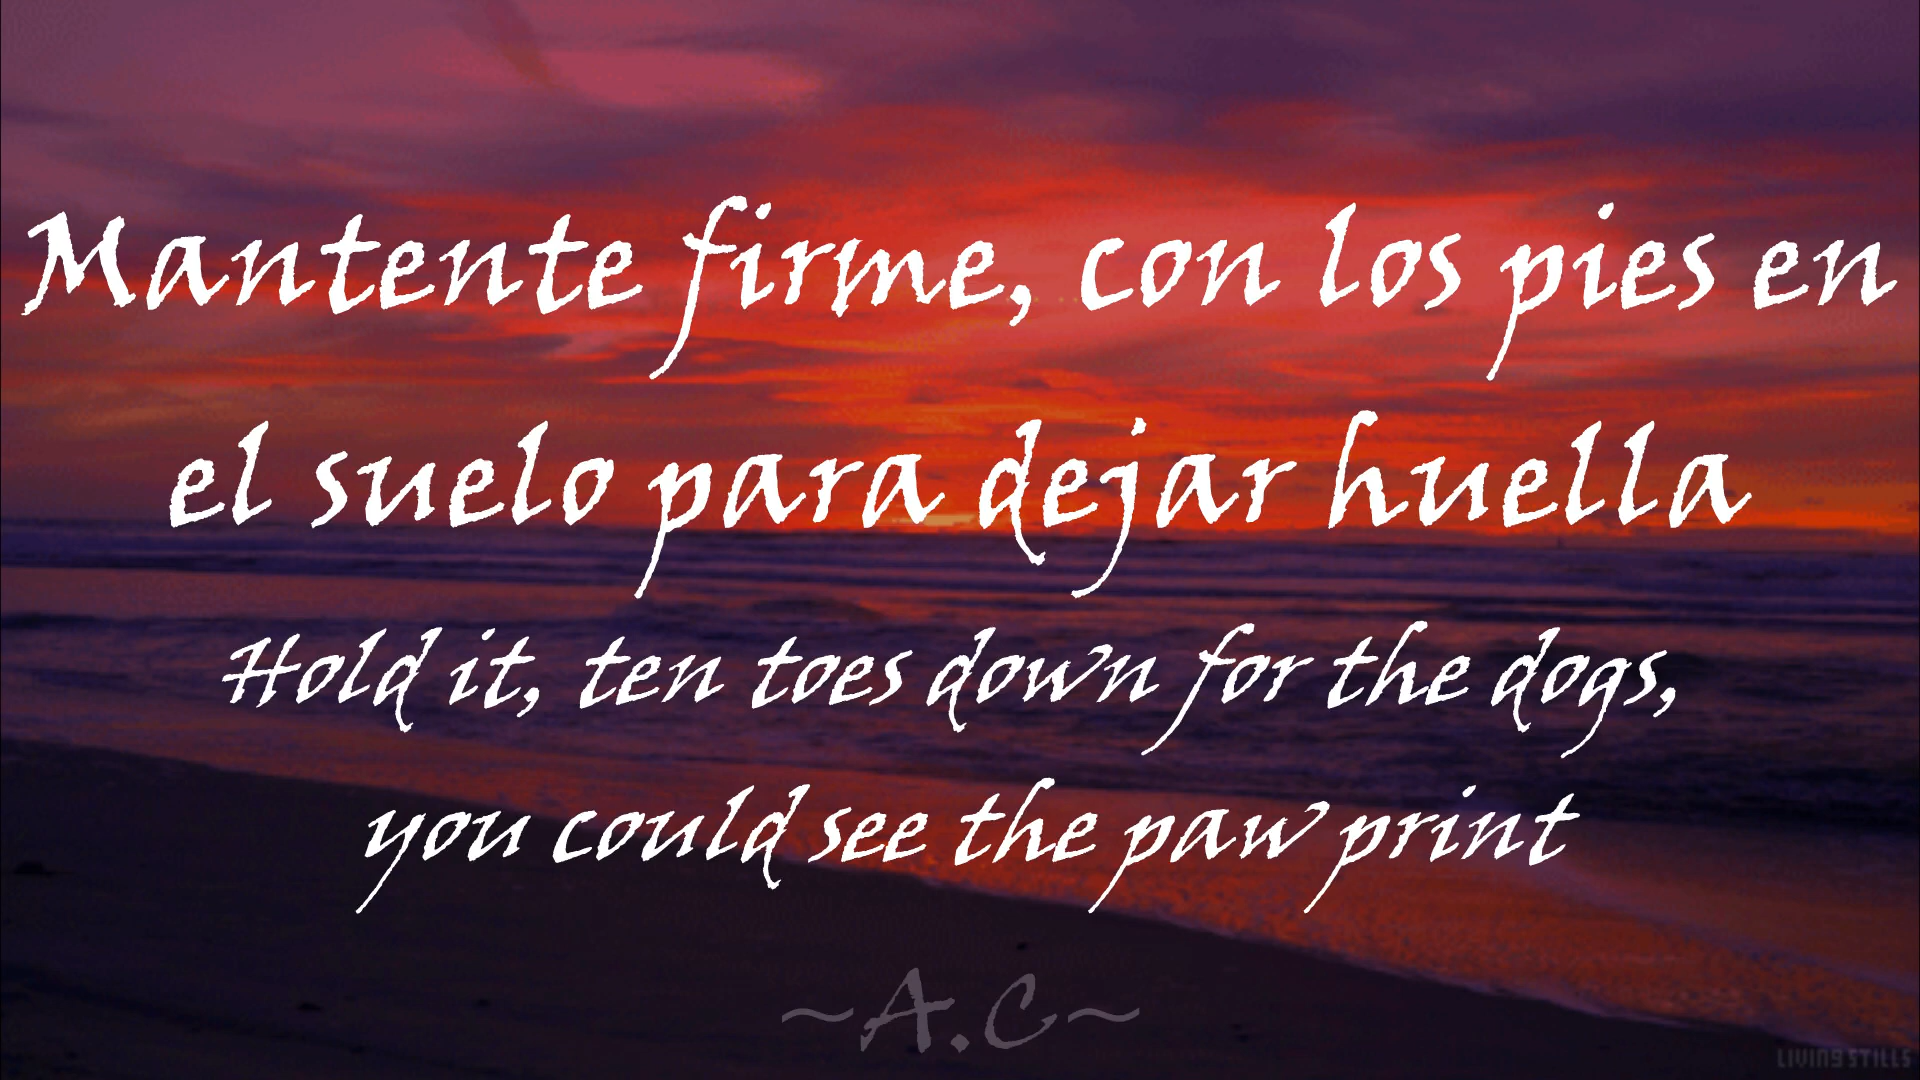 Mantente firme, con los pies en
el suelo para dejar huella
Hold it, ten toes down for the dogs,
you could see the paw print
~A.C~
LIVING STILLS